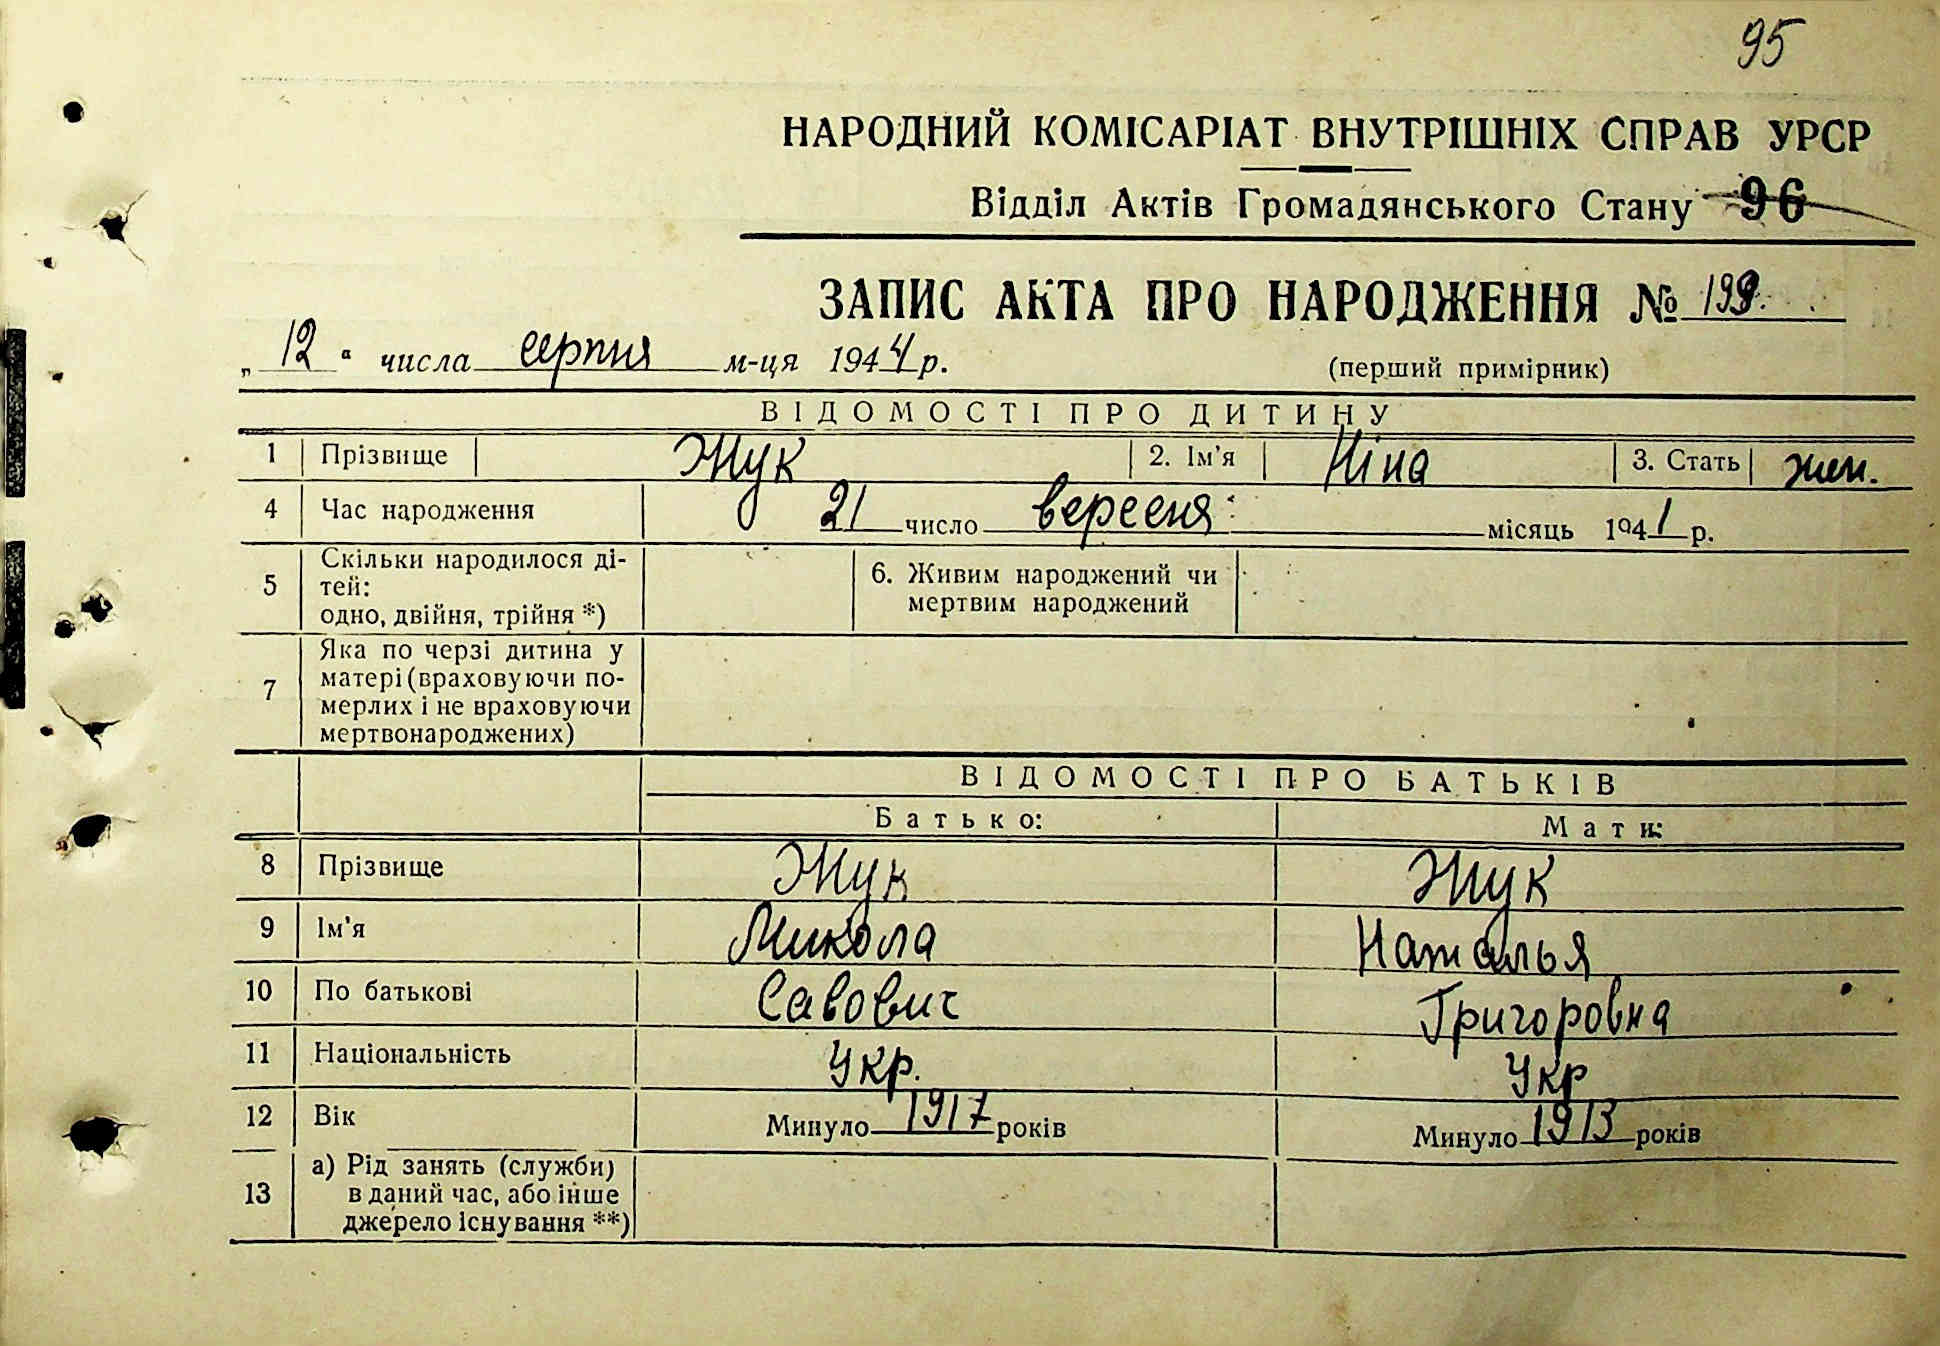 95
НАРОДНИЙ КОМІСАРІАТ ВНУТРІШНІХ СПРАВ УРСР
Відділ Актів Громадянського Стану 96
ЗАПИС АКТА ПРО НАРОДЖЕННЯ № 199.
„12" числа серпня м-ця 1944 р.
(перший примірник)
ВІДОМОСТІ ПРО ДИТИНУ
1 Прізвище Жук 2. Ім'я Ніна 3. Стать жен.
4 Час народження 21 число вересня місяць 1941 р.
5 Скільки народилося ді-
тей:
одно, двійня, трійня *)
6. Живим народжений чи
мертвим народжений
7 Яка по черзі дитина у
матері (враховуючи по-
мерлих і не враховуючи
мертвонароджених)
ВІДОМОСТІ ПРО БАТЬКІВ
Батько: Мати:
8 Прізвище Жук Жук
9 Ім'я Микола Наталья
10 По батькові Савович Григоровна
11 Національність Укр. Укр
12 Вік Минуло 1917 років Минуло 1913 років
13 а) Рід занять (служби)
в даний час, або інше
джерело існування **)